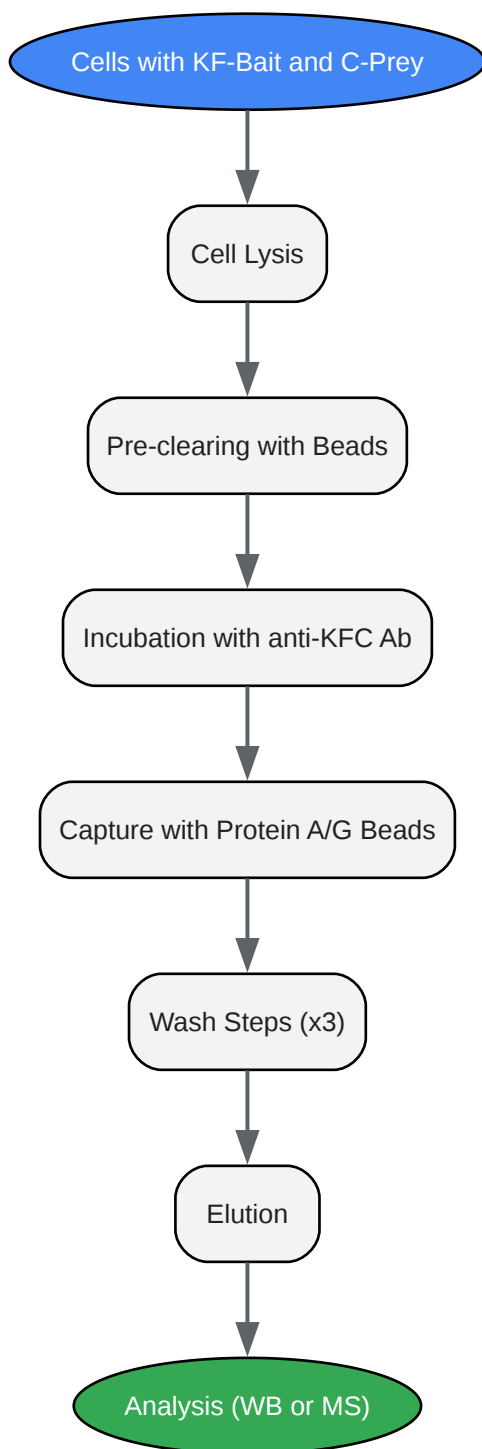 Cells with KF-Bait and C-Prey
Cell Lysis
Pre-clearing with Beads
Incubation with anti-KFC Ab
Capture with Protein A/G Beads
Wash Steps (x3)
Elution
Analysis (WB or MS)